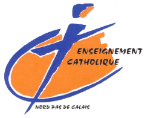 ENSEIGNEMENT
CATHOLIQUE
NORD PAS DE CALAIS